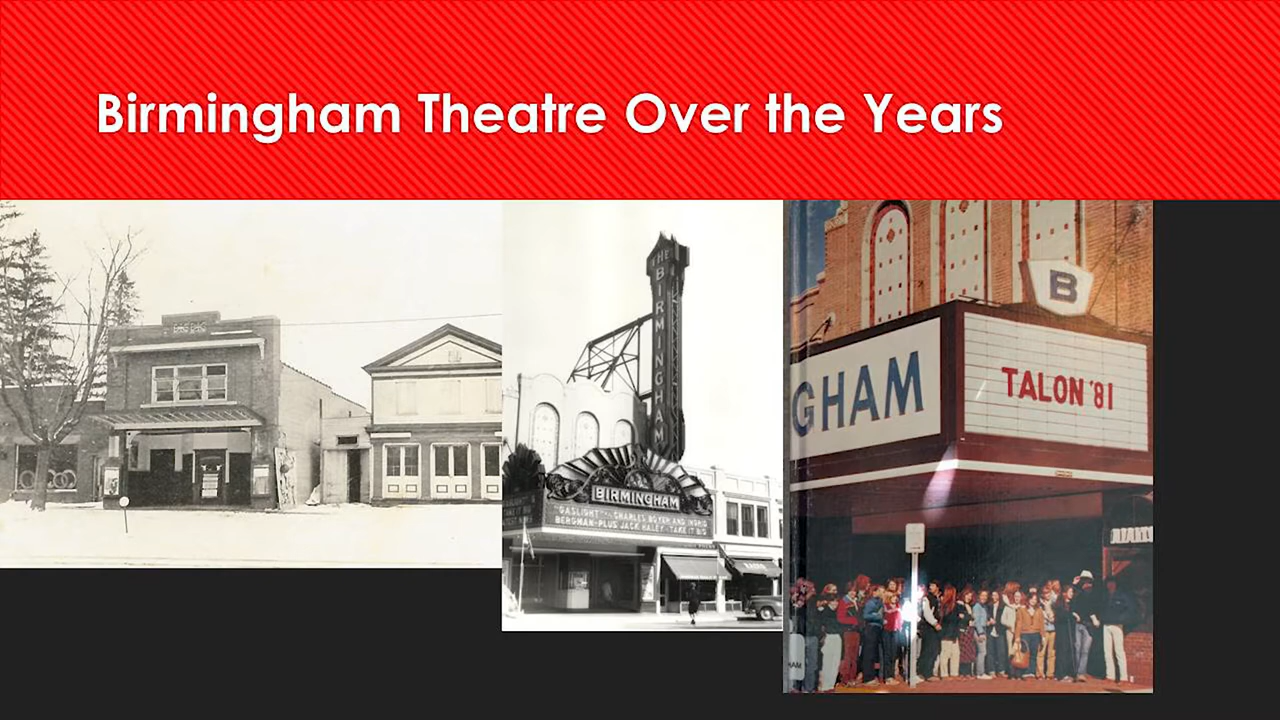 Birmingham Theatre Over the Years
THE
BIRMINGHAM
BIRMINGHAM
"GASLIGHT" - CHARLES BOYER AND INGRID
BERGMAN - PLUS JACK HALEY - TAKE IT BIG
B
GHAM
TALON '81
HAM